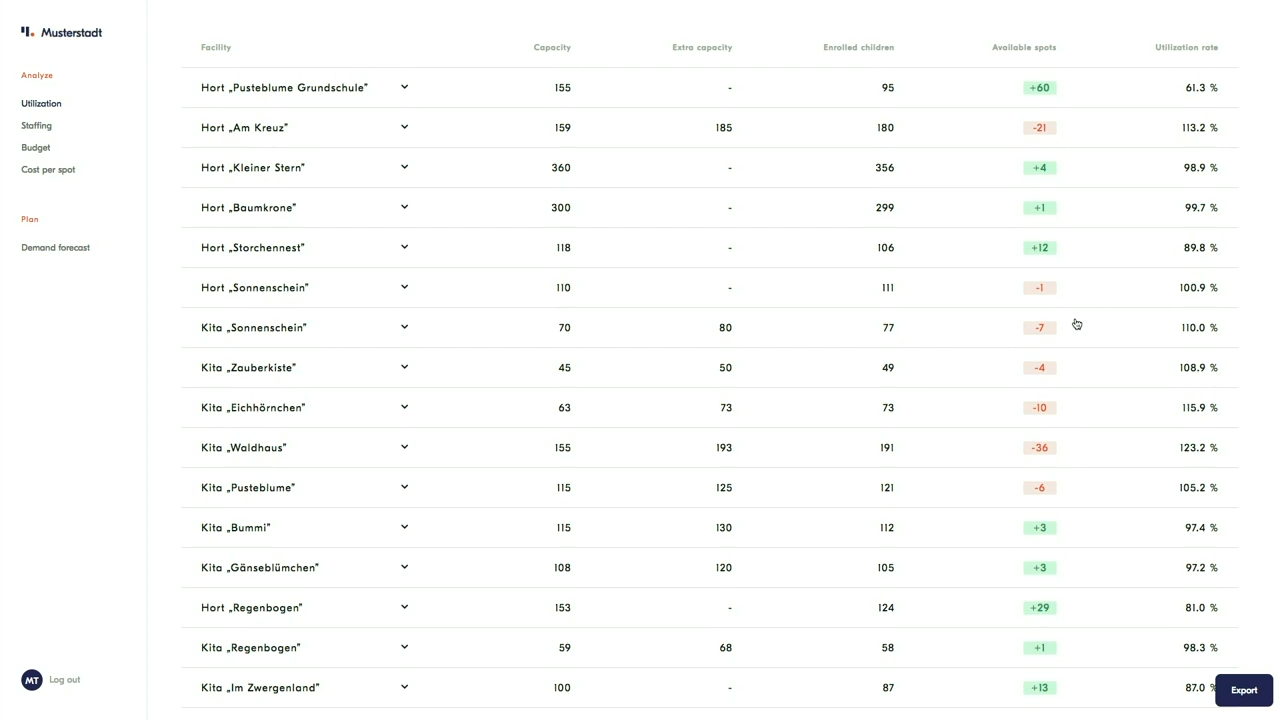 Musterstadt
Analyze
Utilization
Staffing
Budget
Cost per spot
Plan
Demand forecast
MT Log out
Facility Capacity Extra capacity Enrolled children Available spots Utilization rate
Hort „Pusteblume Grundschule” 155 - 95 +60 61.3 %
Hort „Am Kreuz” 159 185 180 -21 113.2 %
Hort „Kleiner Stern” 360 - 356 +4 98.9 %
Hort „Baumkrone” 300 - 299 +1 99.7 %
Hort „Storchennest” 118 - 106 +12 89.8 %
Hort „Sonnenschein” 110 - 111 -1 100.9 %
Kita „Sonnenschein” 70 80 77 -7 110.0 %
Kita „Zauberkiste” 45 50 49 -4 108.9 %
Kita „Eichhörnchen” 63 73 73 -10 115.9 %
Kita „Waldhaus” 155 193 191 -36 123.2 %
Kita „Pusteblume” 115 125 121 -6 105.2 %
Kita „Bummi” 115 130 112 +3 97.4 %
Kita „Gänseblümchen” 108 120 105 +3 97.2 %
Hort „Regenbogen” 153 - 124 +29 81.0 %
Kita „Regenbogen” 59 68 58 +1 98.3 %
Kita „Im Zwergenland” 100 - 87 +13 87.0 %
Export